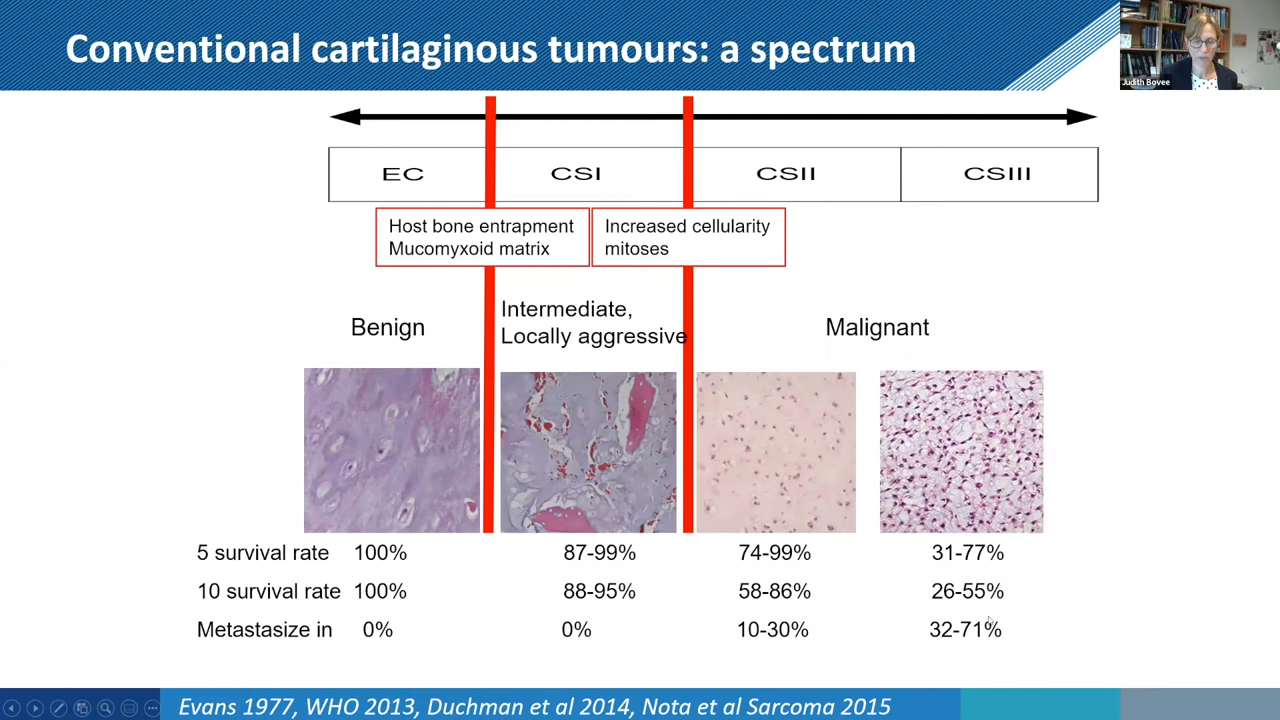 Conventional cartilaginous tumours: a spectrum
Judith Bovee
EC CSI CSII CSIII
Host bone entrapment
Mucomyxoid matrix
Increased cellularity
mitoses
Benign
Intermediate,
Locally aggressive
Malignant
5 survival rate 100% 87-99% 74-99% 31-77%
10 survival rate 100% 88-95% 58-86% 26-55%
Metastasize in 0% 0% 10-30% 32-71%
Evans 1977, WHO 2013, Duchman et al 2014, Nota et al Sarcoma 2015